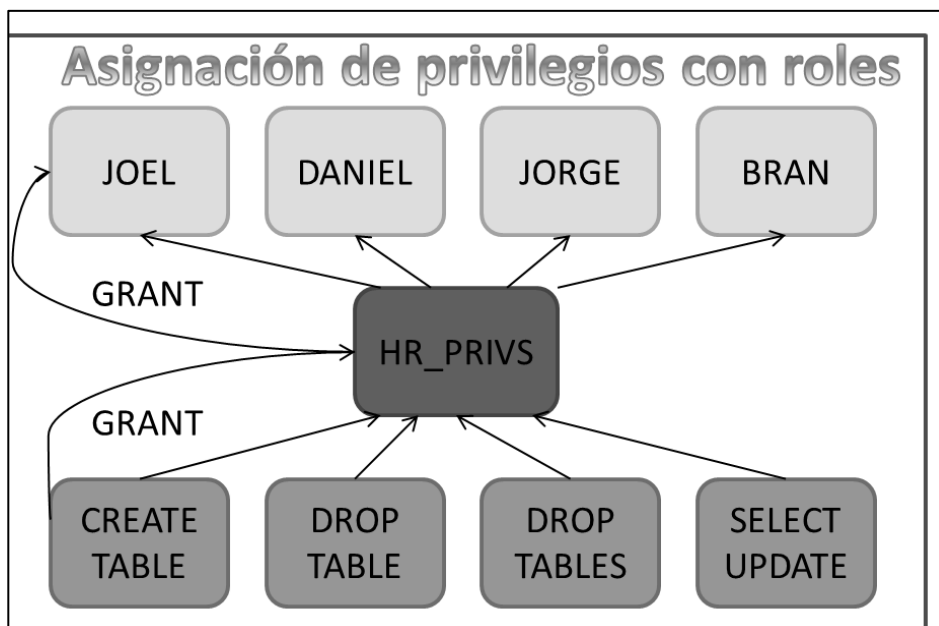 Asignación de privilegios con roles
JOEL
DANIEL
JORGE
BRAN
GRANT
HR_PRIVS
GRANT
CREATE
TABLE
DROP
TABLE
DROP
TABLES
SELECT
UPDATE